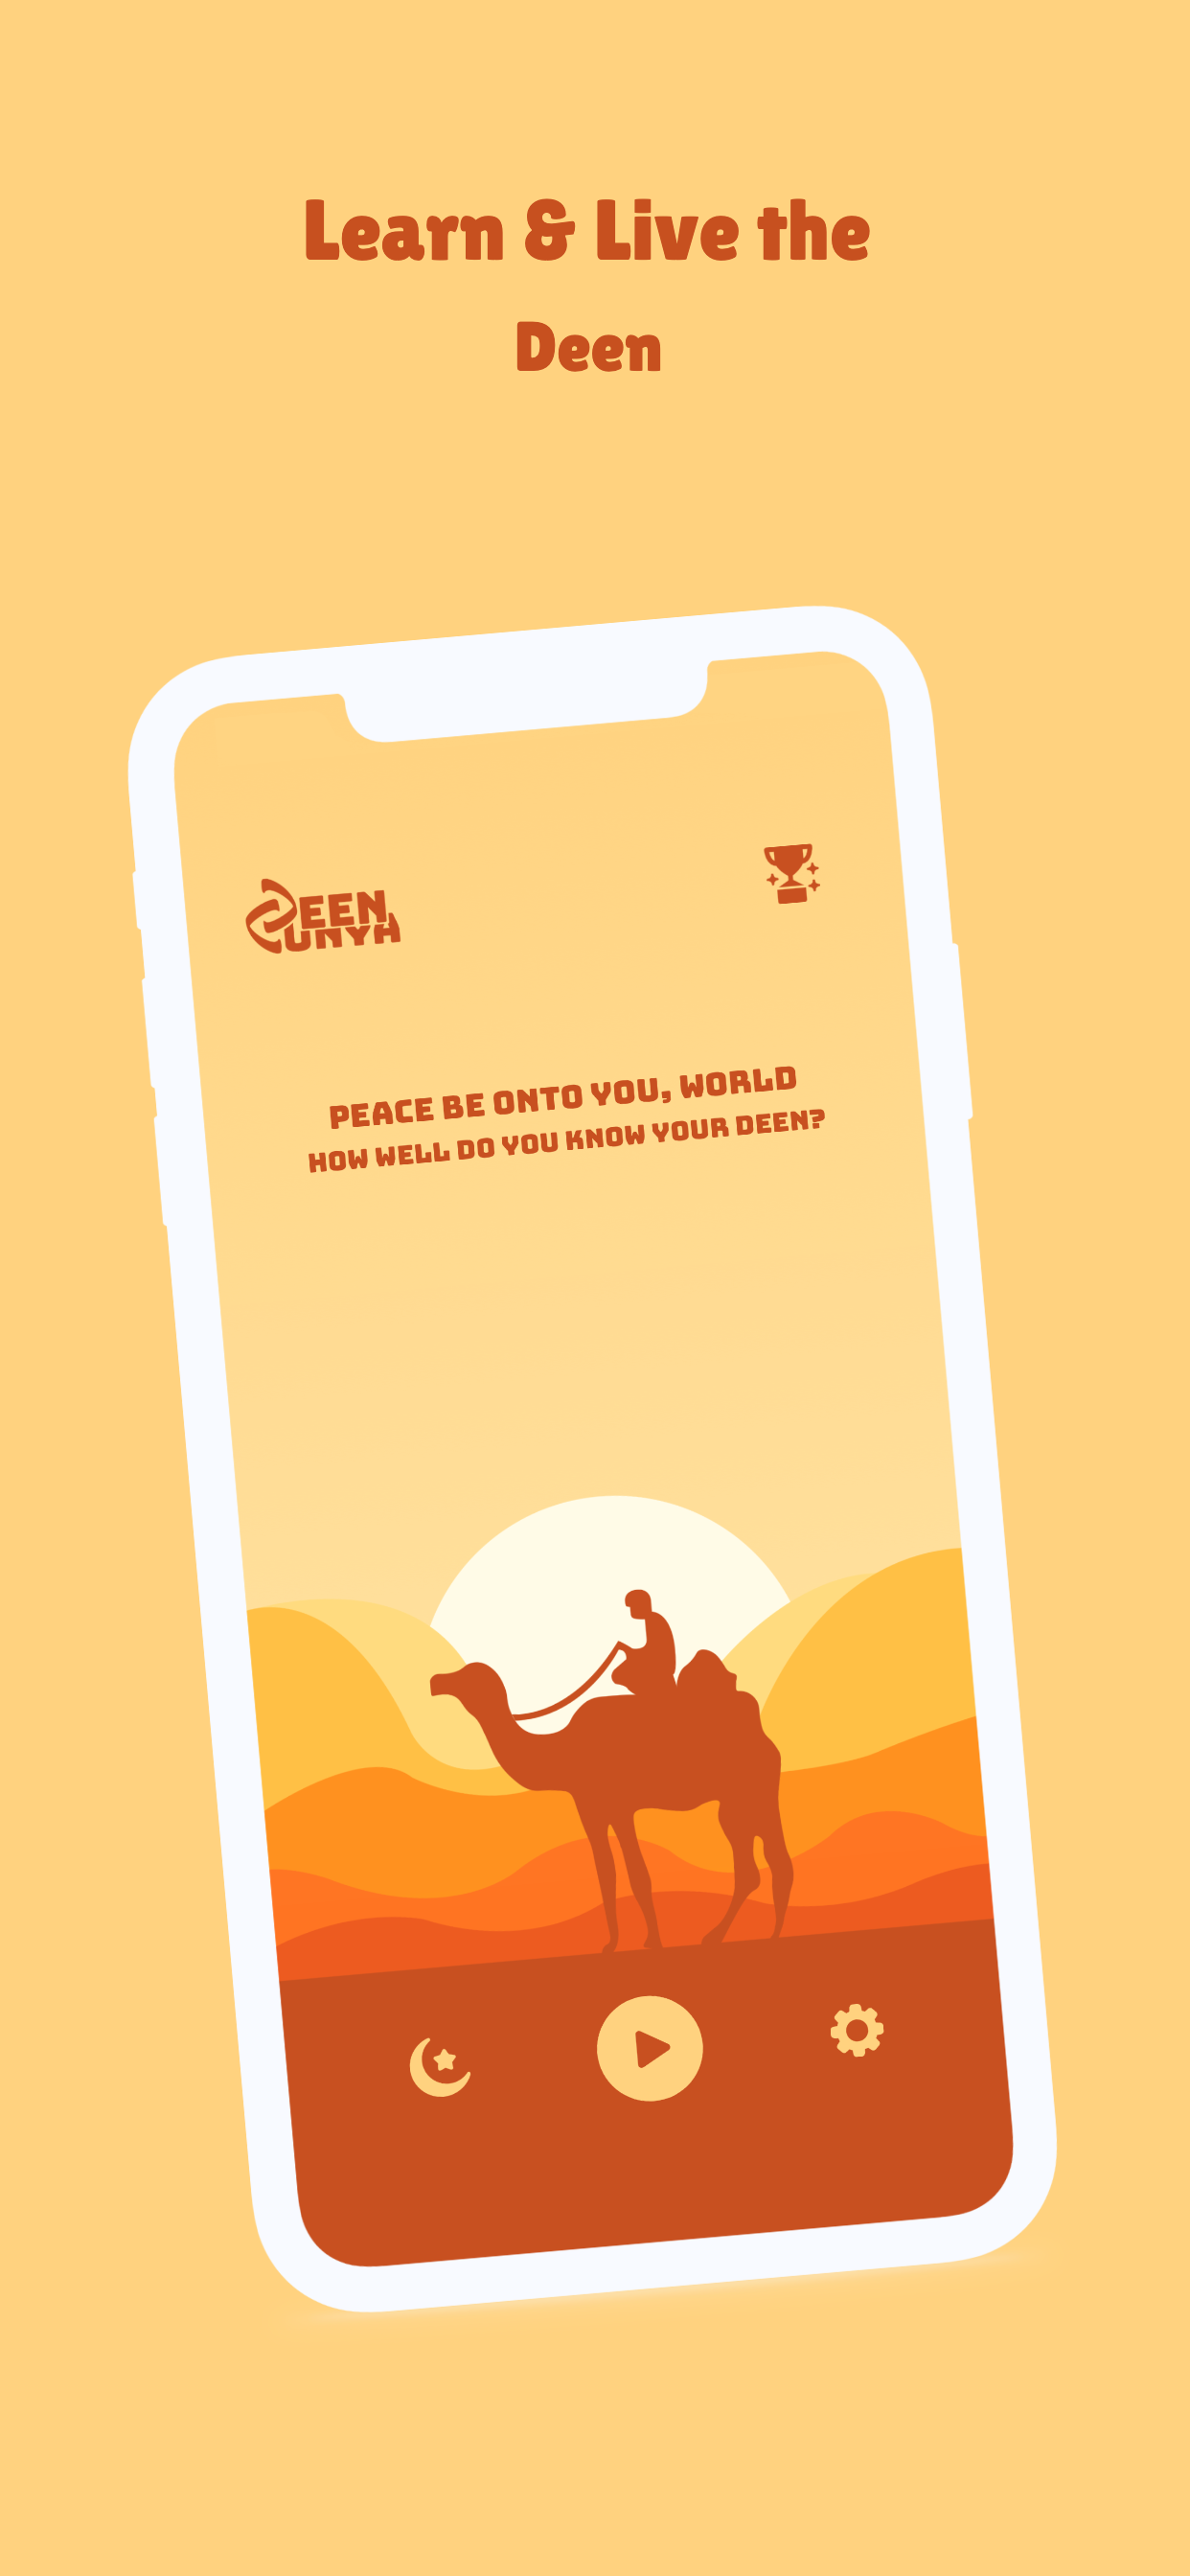 Learn & Live the
Deen
DEEN
DUNYA
PEACE BE ONTO YOU, WORLD
HOW WELL DO YOU KNOW YOUR DEEN?